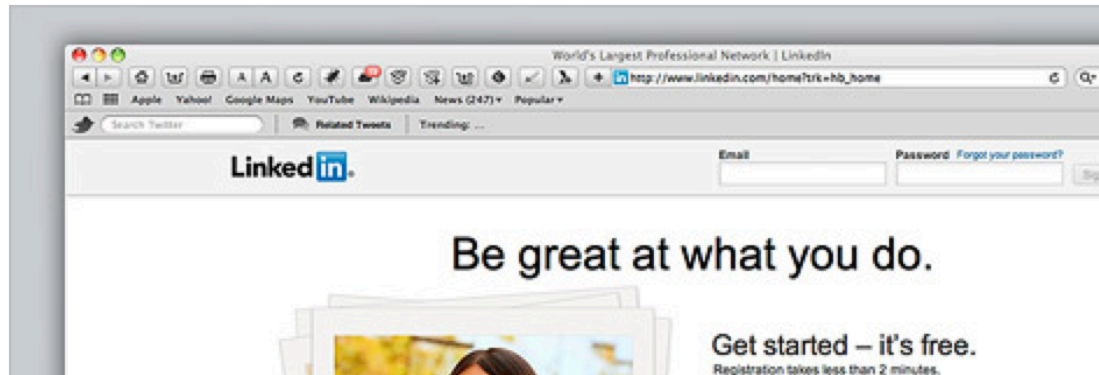 World's Largest Professional Network | LinkedIn
A A
http://www.linkedin.com/home?trk=hb_home
Apple Yahoo! Google Maps YouTube Wikipedia News (247) Popular
Search Twitter Related Tweets Trending: ...
Linked in.
Email Password Forgot your password?
Be great at what you do.
Get started – it's free.
Registration takes less than 2 minutes.